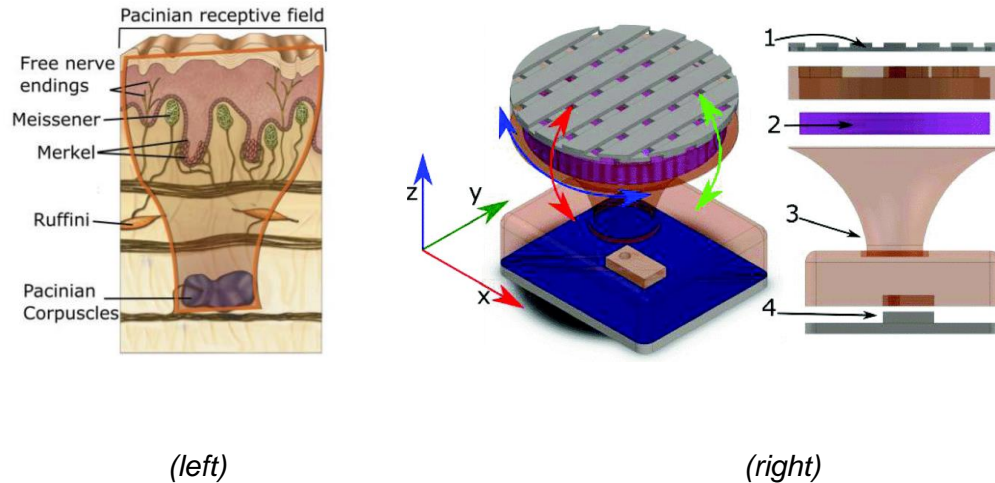 Pacinian receptive field
Free nerve
endings
Meissener
Merkel
Ruffini
Pacinian
Corpuscles
z
y
x
1
2
3
4
(left)
(right)